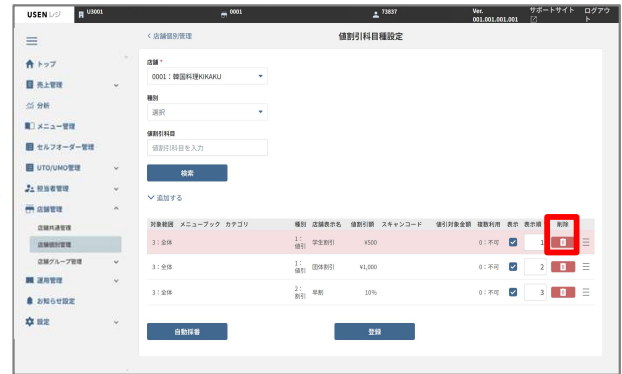 USEN レジ U3001 0001 73837 Ver. 001.001.001.001 サポートサイト ログアウト
< 店舗個別管理 値割引科目種設定
トップ
売上管理
分析
メニュー管理
セルフオーダー管理
UTO/UMO管理
担当者管理
店舗管理
店舗共通管理
店舗個別管理
店舗グループ管理
運用管理
お知らせ設定
設定
店舗 *
0001：韓国料理KIKAKU
種別
選択
値割引科目
値割引科目を入力
検索
追加する
対象範囲 メニューブック カテゴリ 種別 店舗表示名 値割引額 スキャンコード 値引対象金額 複数利用 表示 表示順 削除
3：全体 1：値引 学生割引 ¥500 0：不可 1
3：全体 1：値引 団体割引 ¥1,000 0：不可 2
3：全体 2：割引 早割 10% 0：不可 3
自動採番 登録